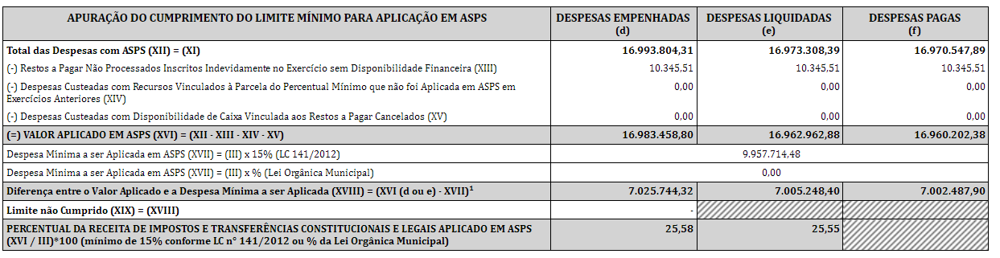 APURAÇÃO DO CUMPRIMENTO DO LIMITE MÍNIMO PARA APLICAÇÃO EM ASPS DESPESAS EMPENHADAS (d) DESPESAS LIQUIDADAS (e) DESPESAS PAGAS (f)
Total das Despesas com ASPS (XII) = (XI) 16.993.804,31 16.973.308,39 16.970.547,89
(-) Restos a Pagar Não Processados Inscritos Indevidamente no Exercício sem Disponibilidade Financeira (XIII) 10.345,51 10.345,51 10.345,51
(-) Despesas Custeadas com Recursos Vinculados à Parcela do Percentual Mínimo que não foi Aplicada em ASPS em 0,00 0,00 0,00
Exercícios Anteriores (XIV)
(-) Despesas Custeadas com Disponibilidade de Caixa Vinculada aos Restos a Pagar Cancelados (XV) 0,00 0,00 0,00
(=) VALOR APLICADO EM ASPS (XVI) = (XII - XIII - XIV - XV) 16.983.458,80 16.962.962,88 16.960.202,38
Despesa Mínima a ser Aplicada em ASPS (XVII) = (III) x 15% (LC 141/2012) 9.957.714,48
Despesa Mínima a ser Aplicada em ASPS (XVII) = (III) x % (Lei Orgânica Municipal) 0,00
Diferença entre o Valor Aplicado e a Despesa Mínima a ser Aplicada (XVIII) = (XVI (d ou e) - XVII)¹ 7.025.744,32 7.005.248,40 7.002.487,90
Limite não Cumprido (XIX) = (XVIII) -
PERCENTUAL DA RECEITA DE IMPOSTOS E TRANSFERÊNCIAS CONSTITUCIONAIS E LEGAIS APLICADO EM ASPS 25,58 25,55
(XVI / III)*100 (mínimo de 15% conforme LC n° 141/2012 ou % da Lei Orgânica Municipal)